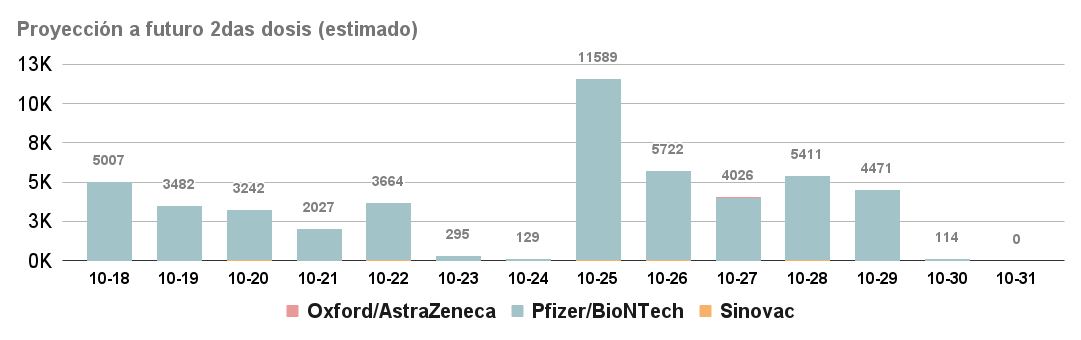 Proyección a futuro 2das dosis (estimado)
13K
10K
8K
5K
3K
0K
5007
3482
3242
2027
3664
295
129
11589
5722
4026
5411
4471
114
0
10-18 10-19 10-20 10-21 10-22 10-23 10-24 10-25 10-26 10-27 10-28 10-29 10-30 10-31
Oxford/AstraZeneca Pfizer/BioNTech Sinovac